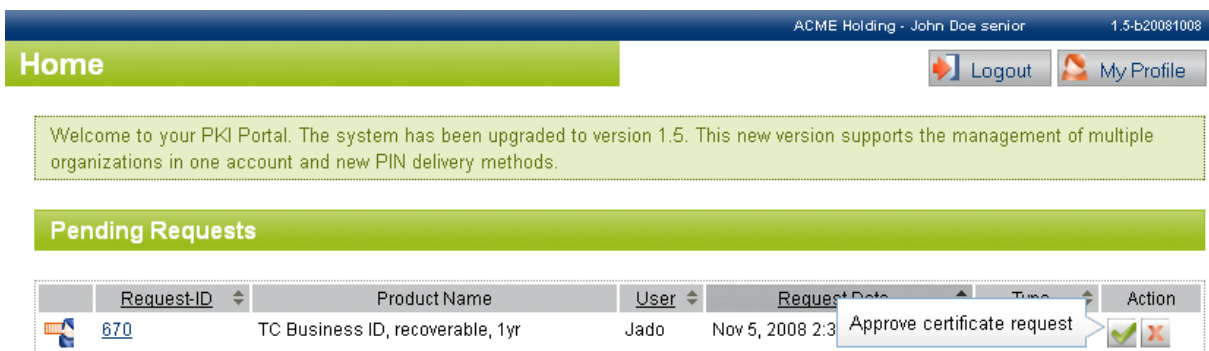 ACME Holding - John Doe senior 1.5-b20081008
Home Logout My Profile
Welcome to your PKI Portal. The system has been upgraded to version 1.5. This new version supports the management of multiple
organizations in one account and new PIN delivery methods.
Pending Requests
Request-ID Product Name User Request Date Type Action
670 TC Business ID, recoverable, 1yr Jado Nov 5, 2008 2:3 Approve certificate request